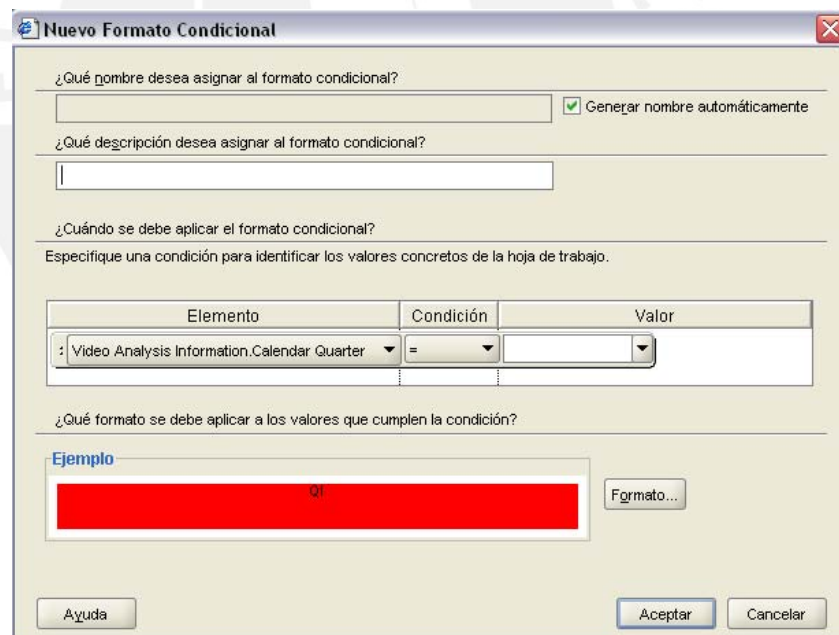 Nuevo Formato Condicional
¿Qué nombre desea asignar al formato condicional?
Generar nombre automáticamente
¿Qué descripción desea asignar al formato condicional?
¿Cuándo se debe aplicar el formato condicional?
Especifique una condición para identificar los valores concretos de la hoja de trabajo.
Elemento Condición Valor
Video Analysis Information.Calendar Quarter =
¿Qué formato se debe aplicar a los valores que cumplen la condición?
Ejemplo
Q1
Formato...
Ayuda Aceptar Cancelar